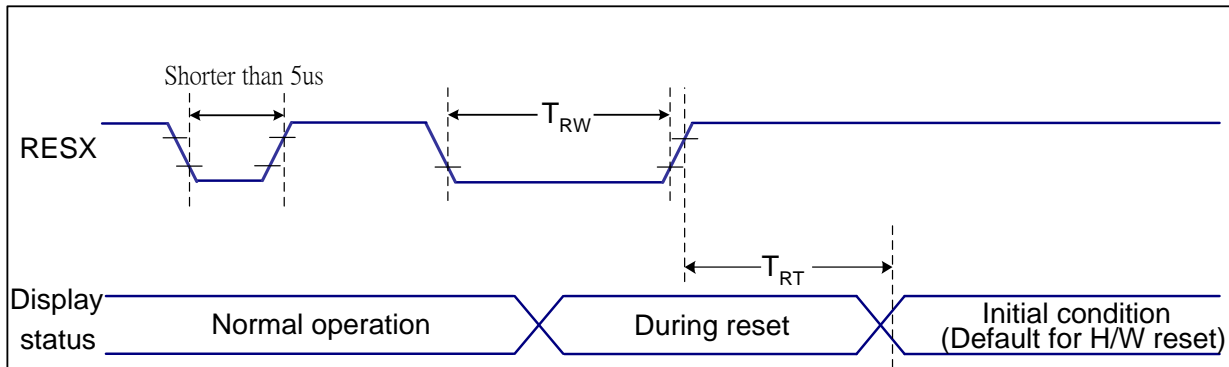 Shorter than 5us
RESX
TRW
TRT
Display
status
Normal operation
During reset
Initial condition
(Default for H/W reset)